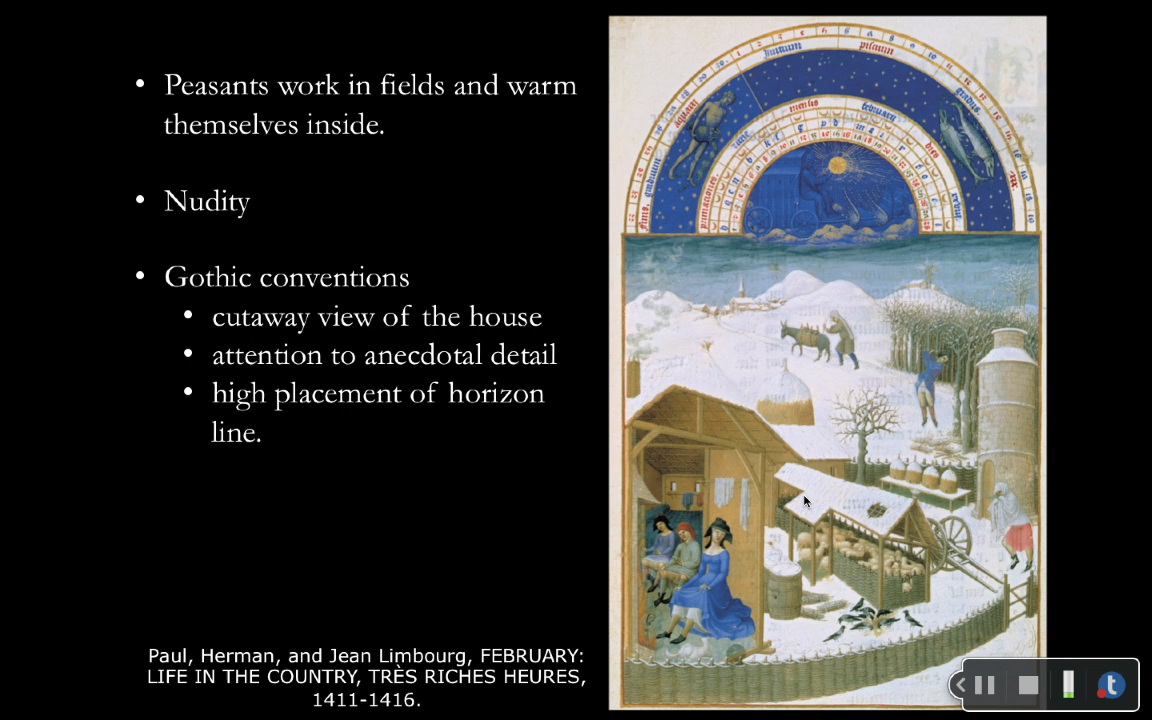 • Peasants work in fields and warm
themselves inside.
• Nudity
• Gothic conventions
• cutaway view of the house
• attention to anecdotal detail
• high placement of horizon
line.
Paul, Herman, and Jean Limbourg, FEBRUARY:
LIFE IN THE COUNTRY, TRÈS RICHES HEURES,
1411-1416.